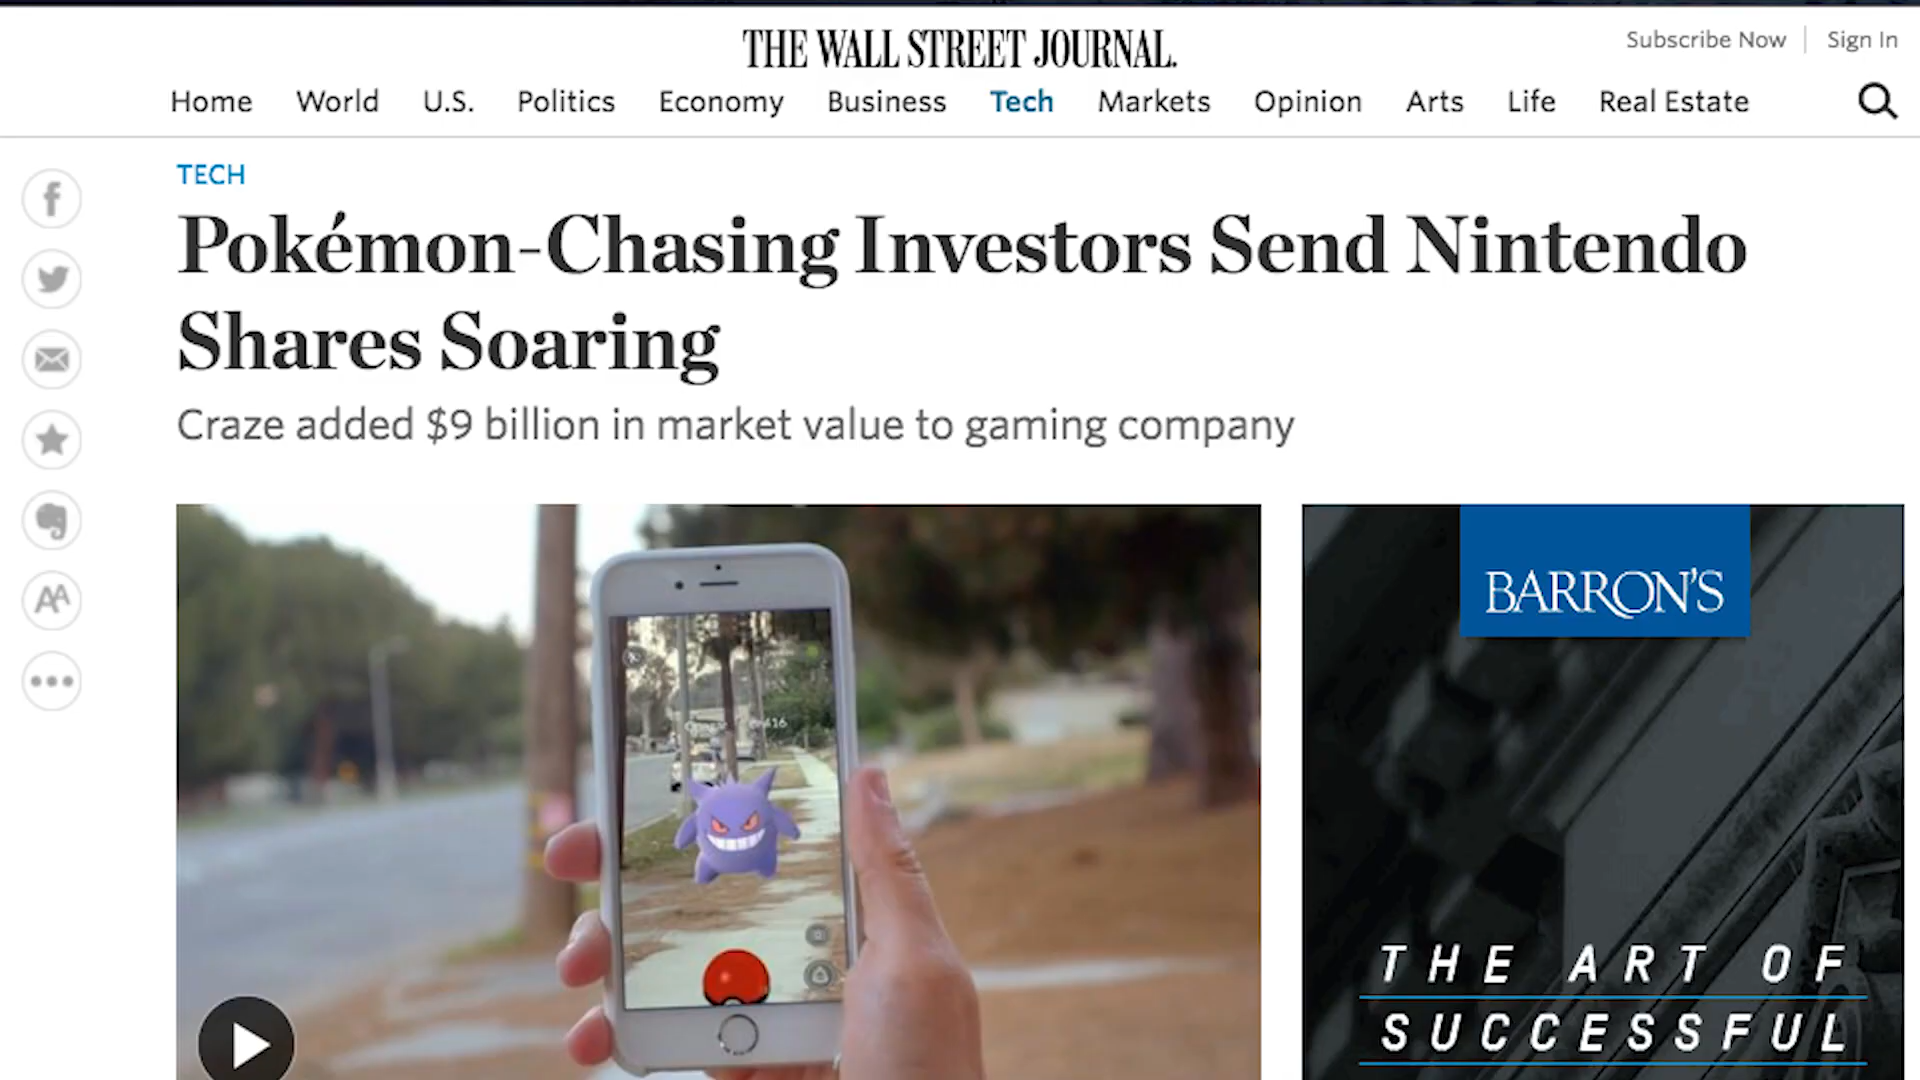 THE WALL STREET JOURNAL.
Subscribe Now
Sign In
Home World U.S. Politics Economy Business Tech Markets Opinion Arts Life Real Estate
TECH
Pokémon-Chasing Investors Send Nintendo
Shares Soaring
Craze added $9 billion in market value to gaming company
BARRON'S
THE ART OF
SUCCESSFUL